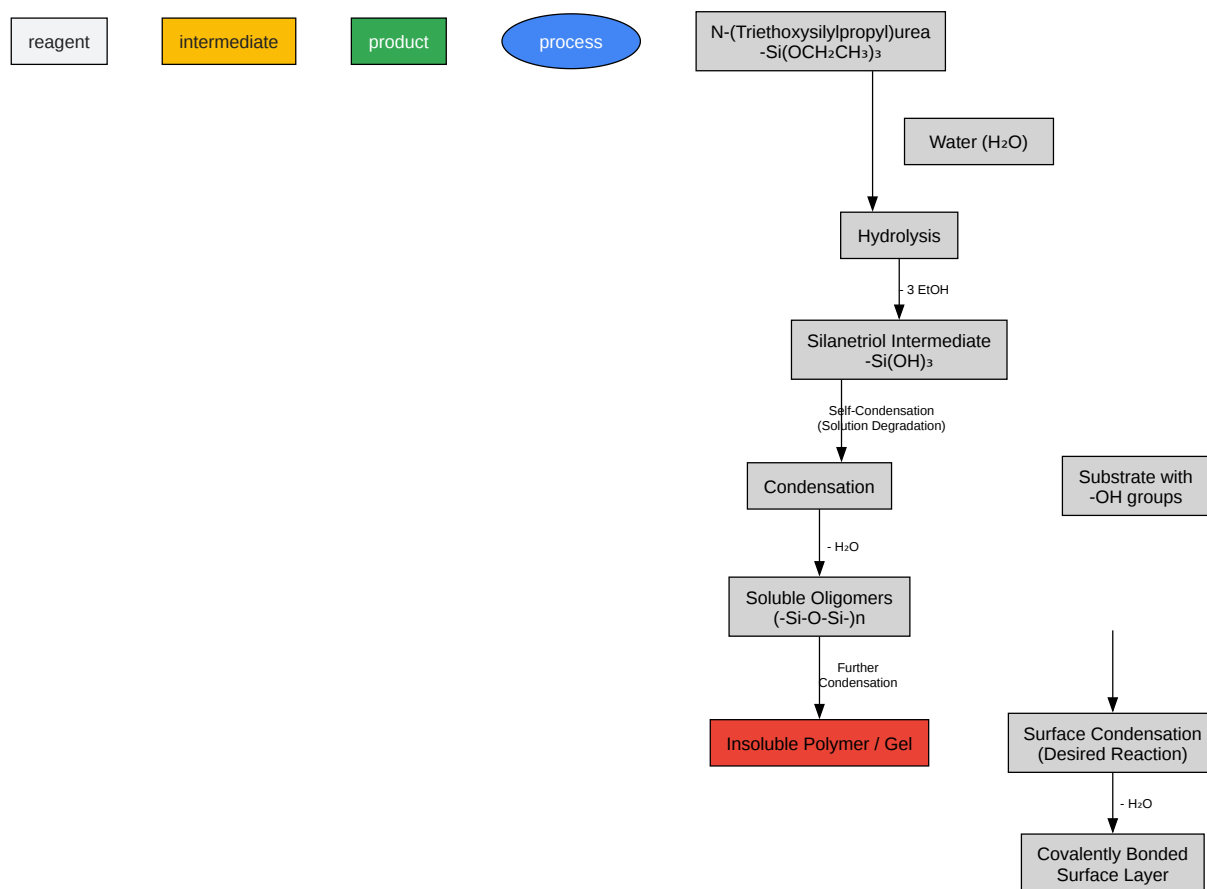 reagent
intermediate
product
process
N-(Triethoxysilylpropyl)urea
-Si(OCH₂CH₃)₃
Water (H₂O)
Hydrolysis
- 3 EtOH
Silanetriol Intermediate
-Si(OH)₃
Self-Condensation
(Solution Degradation)
Condensation
Substrate with
-OH groups
- H₂O
Soluble Oligomers
(-Si-O-Si-)n
Further
Condensation
Insoluble Polymer / Gel
Surface Condensation
(Desired Reaction)
- H₂O
Covalently Bonded
Surface Layer